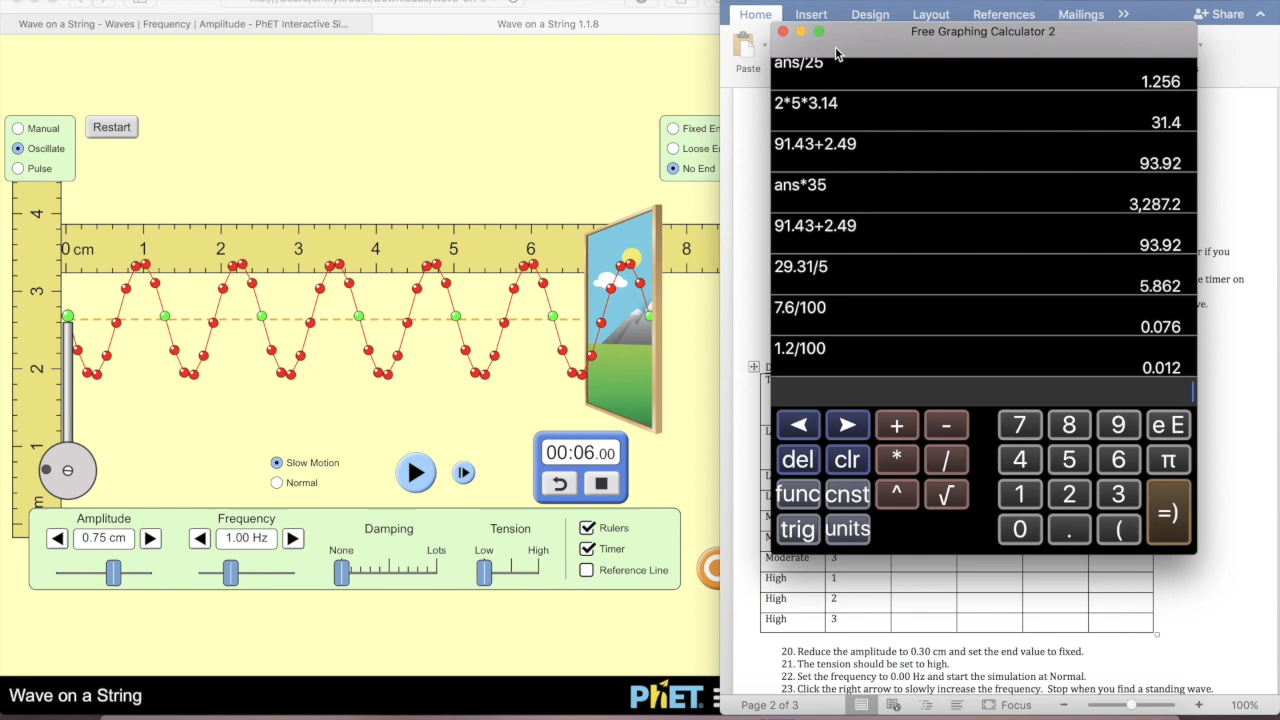 Wave on a String - Waves | Frequency | Amplitude - PhET Interactive Si...
Wave on a String 1.1.8
Manual
Oscillate
Pulse
Restart
Fixed En
Loose E
No End
4
3
2
1
0 cm 1 2 3 4 5 6 8
00:06.00
Slow Motion
Normal
Amplitude
0.75 cm
Frequency
1.00 Hz
Damping
None Lots
Tension
Low High
Rulers
Timer
Reference Line
Wave on a String
PhET
Home Insert Design Layout References Mailings >> Share
Paste
Free Graphing Calculator 2
ans/25
1.256
2*5*3.14
31.4
91.43+2.49
93.92
ans*35
3,287.2
91.43+2.49
93.92
29.31/5
5.862
7.6/100
0.076
1.2/100
0.012
+ - 7 8 9 e E
del clr * / 4 5 6 π
func cnst ^ √ 1 2 3 =)
trig units 0 . (
r if you
e timer on
ve.
Moderate 3
High 1
High 2
High 3
20. Reduce the amplitude to 0.30 cm and set the end value to fixed.
21. The tension should be set to high.
22. Set the frequency to 0.00 Hz and start the simulation at Normal.
23. Click the right arrow to slowly increase the frequency. Stop when you find a standing wave.
Page 2 of 3 Focus 100%